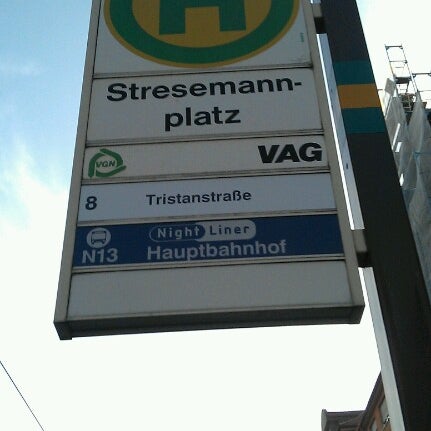 H
Stresemann-
platz
VGN VAG
8 Tristanstraße
Night Liner
N13 Hauptbahnhof